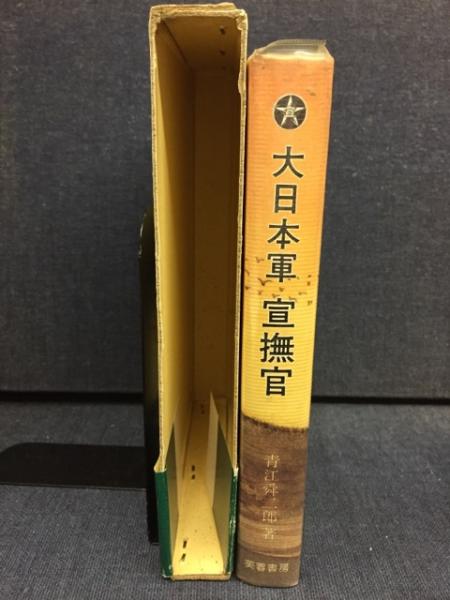 大日本軍 宣撫官
青江舜二郎著
芙蓉書房